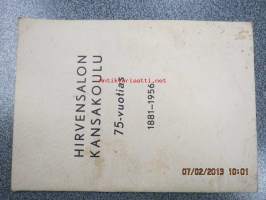 HIRVENSALON
KANSAKOULU
75-vuotias
1881-1956
07/02/2013 10:01